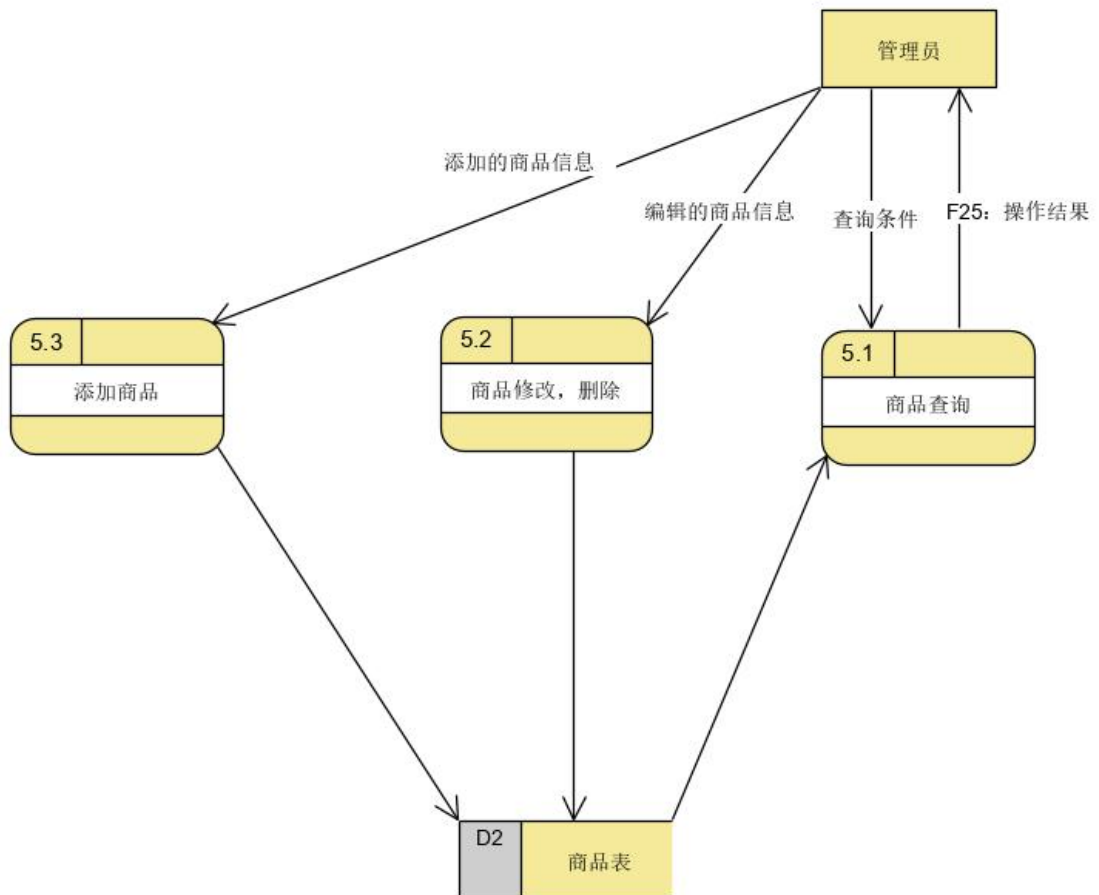 管理员
添加的商品信息
编辑的商品信息
查询条件
F25：操作结果
5.3
添加商品
5.2
商品修改，删除
5.1
商品查询
D2
商品表